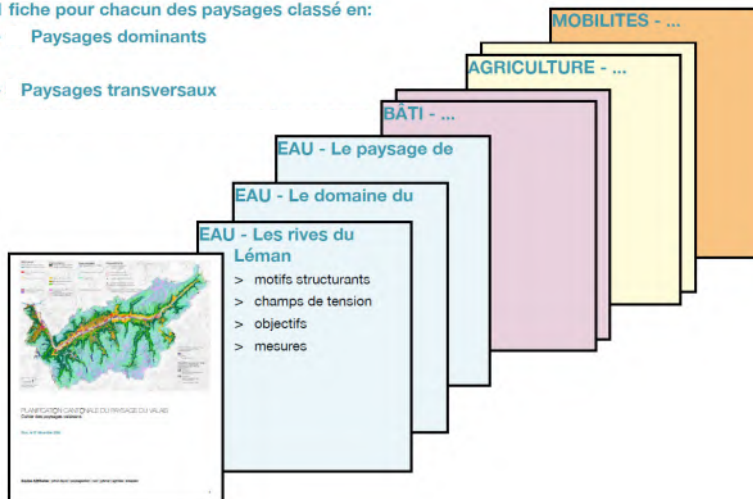 fiche pour chacun des paysages classé en:
Paysages dominants
Paysages transversaux
MOBILITES - ...
AGRICULTURE - ...
BÂTI - ...
EAU - Le paysage de
EAU - Le domaine du
EAU - Les rives du
Léman
> motifs structurants
> champs de tension
> objectifs
> mesures
PLANIFICATION CANTONALE DU PAYSAGE DU VALAIS